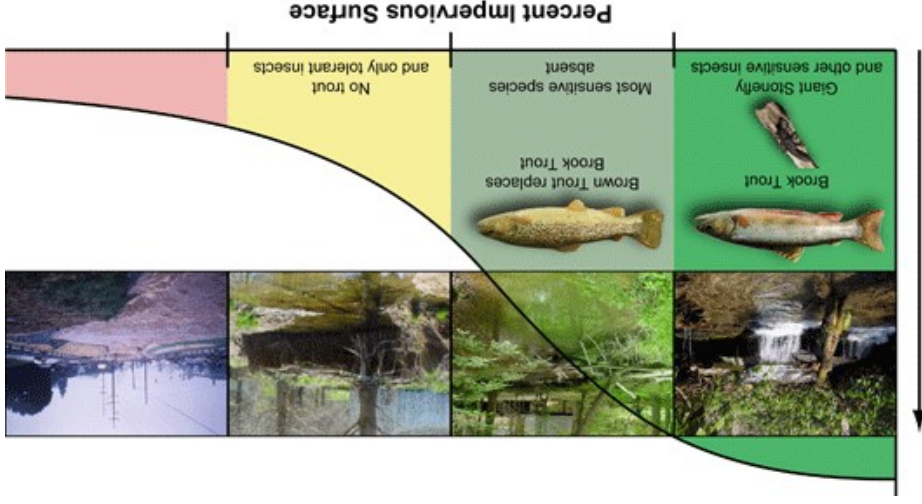 Brook Trout
Giant Stonefly
and other sensitive insects
Brown Trout replaces
Brook Trout
Most sensitive species
absent
No trout
and only tolerant insects
Percent Impervious Surface